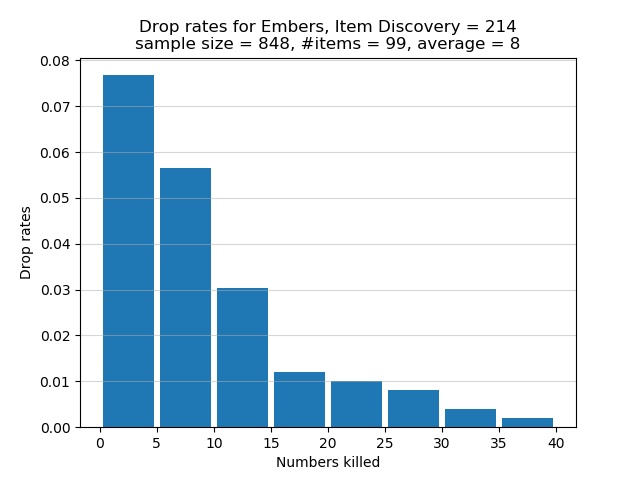 Drop rates for Embers, Item Discovery = 214
sample size = 848, #items = 99, average = 8
0.08
0.07
0.06
0.05
0.04
0.03
0.02
0.01
0.00
Drop rates
0 5 10 15 20 25 30 35 40
Numbers killed